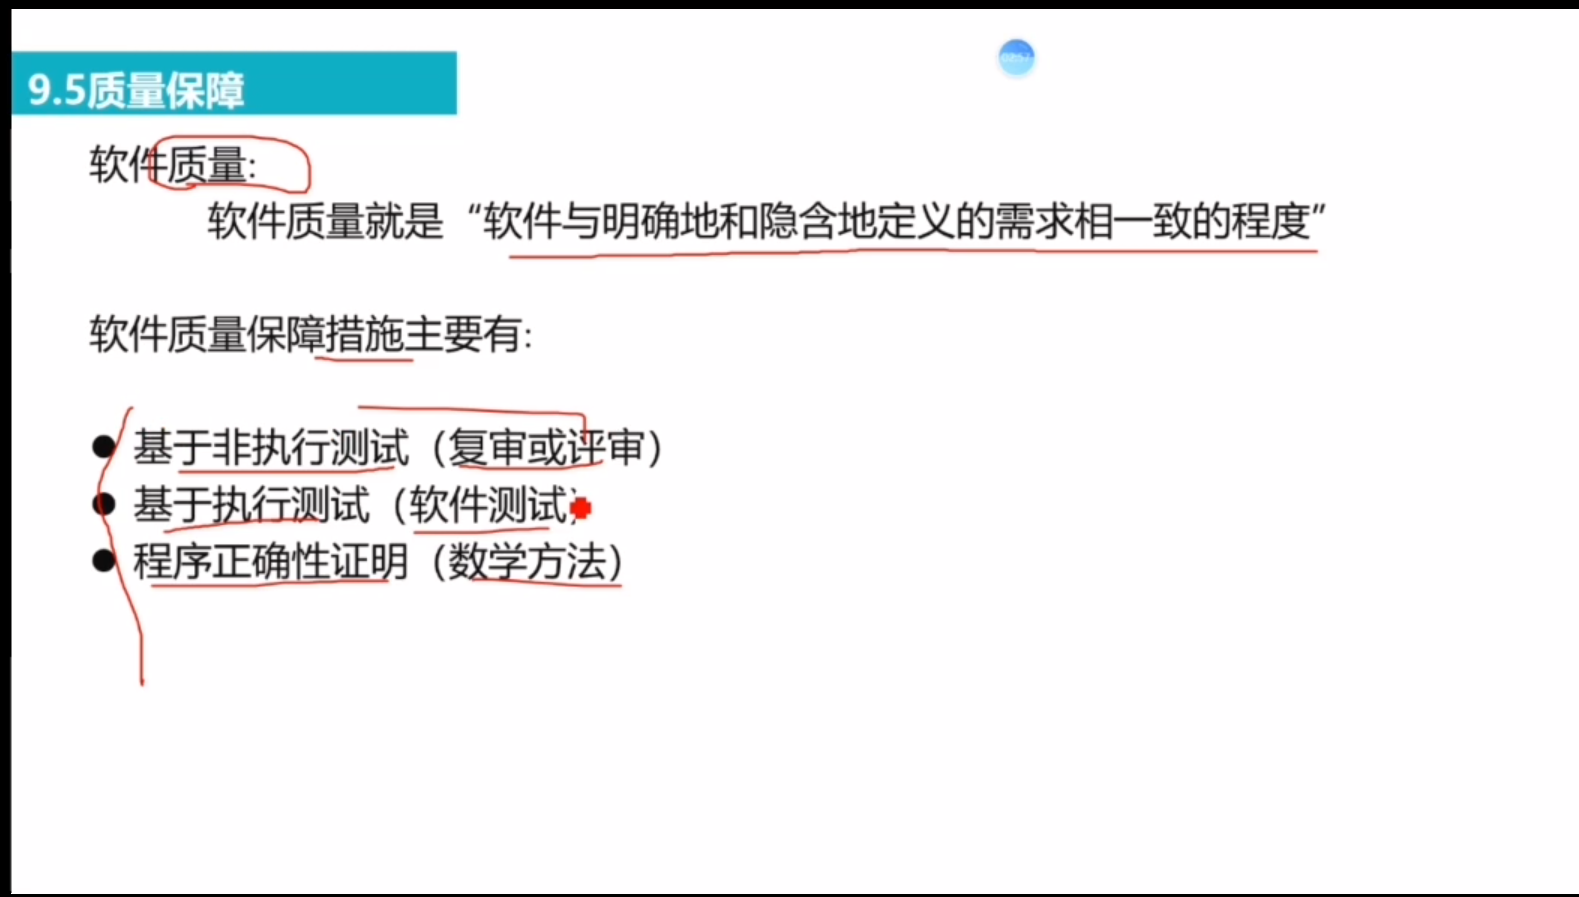 9.5质量保障
02:57
软件质量:
软件质量就是“软件与明确地和隐含地定义的需求相一致的程度”
软件质量保障措施主要有:
● 基于非执行测试（复审或评审）
● 基于执行测试（软件测试）
● 程序正确性证明（数学方法）